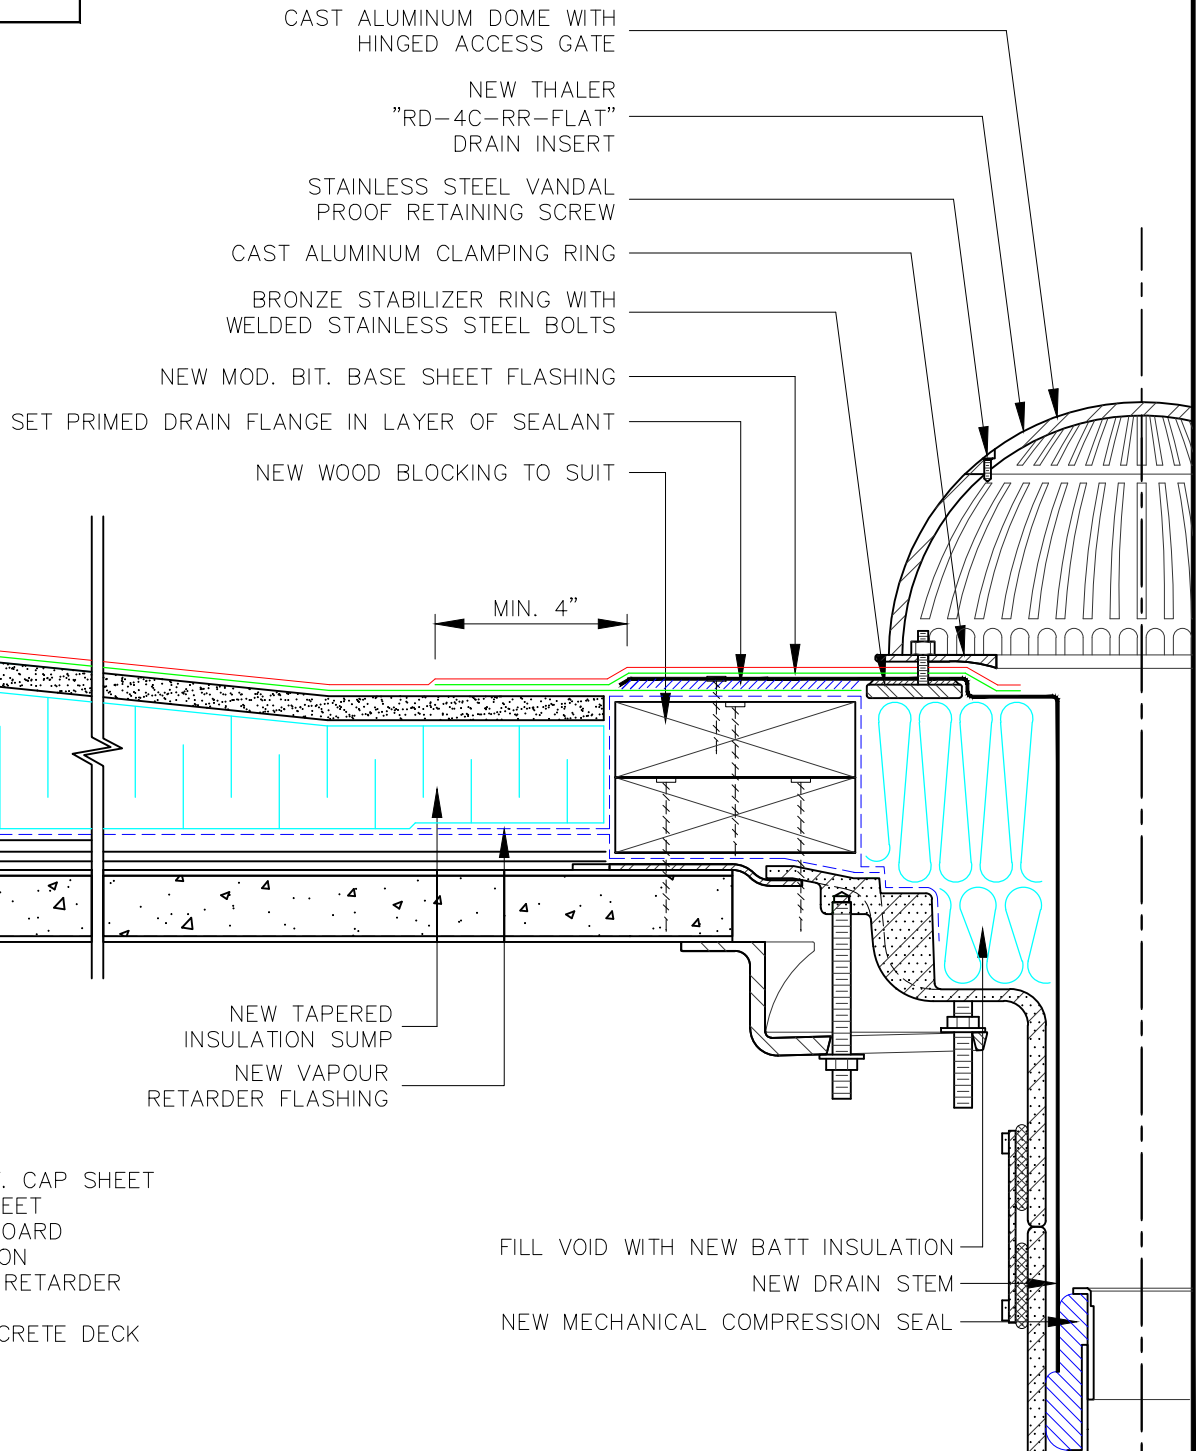 CAST ALUMINUM DOME WITH
HINGED ACCESS GATE
NEW THALER
"RD-4C-RR-FLAT"
DRAIN INSERT
STAINLESS STEEL VANDAL
PROOF RETAINING SCREW
CAST ALUMINUM CLAMPING RING
BRONZE STABILIZER RING WITH
WELDED STAINLESS STEEL BOLTS
NEW MOD. BIT. BASE SHEET FLASHING
SET PRIMED DRAIN FLANGE IN LAYER OF SEALANT
NEW WOOD BLOCKING TO SUIT
MIN. 4"
NEW TAPERED
INSULATION SUMP
NEW VAPOUR
RETARDER FLASHING
. CAP SHEET
EET
OARD
ON
RETARDER
CRETE DECK
FILL VOID WITH NEW BATT INSULATION
NEW DRAIN STEM
NEW MECHANICAL COMPRESSION SEAL